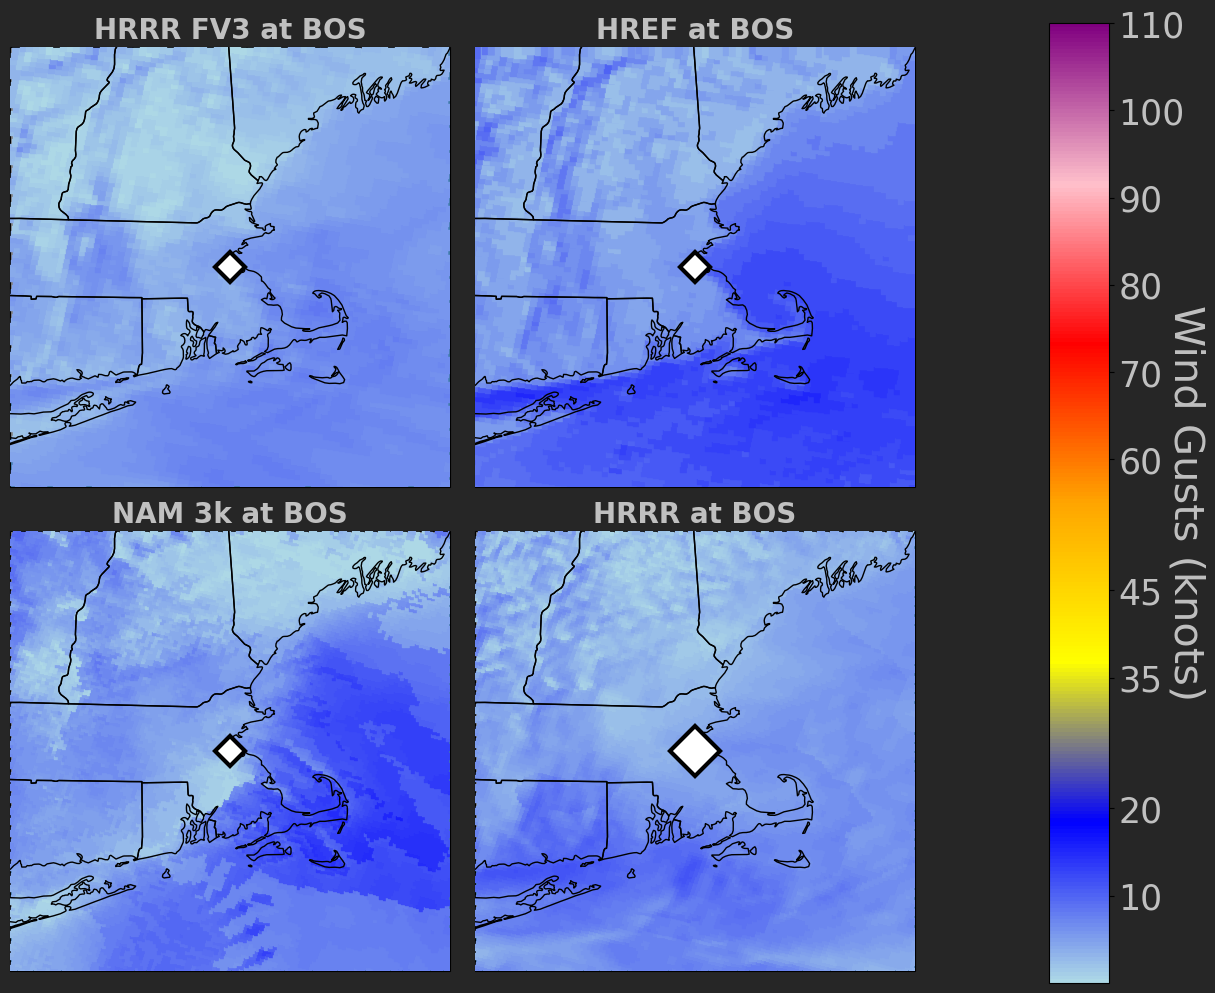 HRRR FV3 at BOS
HREF at BOS
NAM 3k at BOS
HRRR at BOS
110
100
90
80
70
60
45
35
20
10
Wind Gusts (knots)